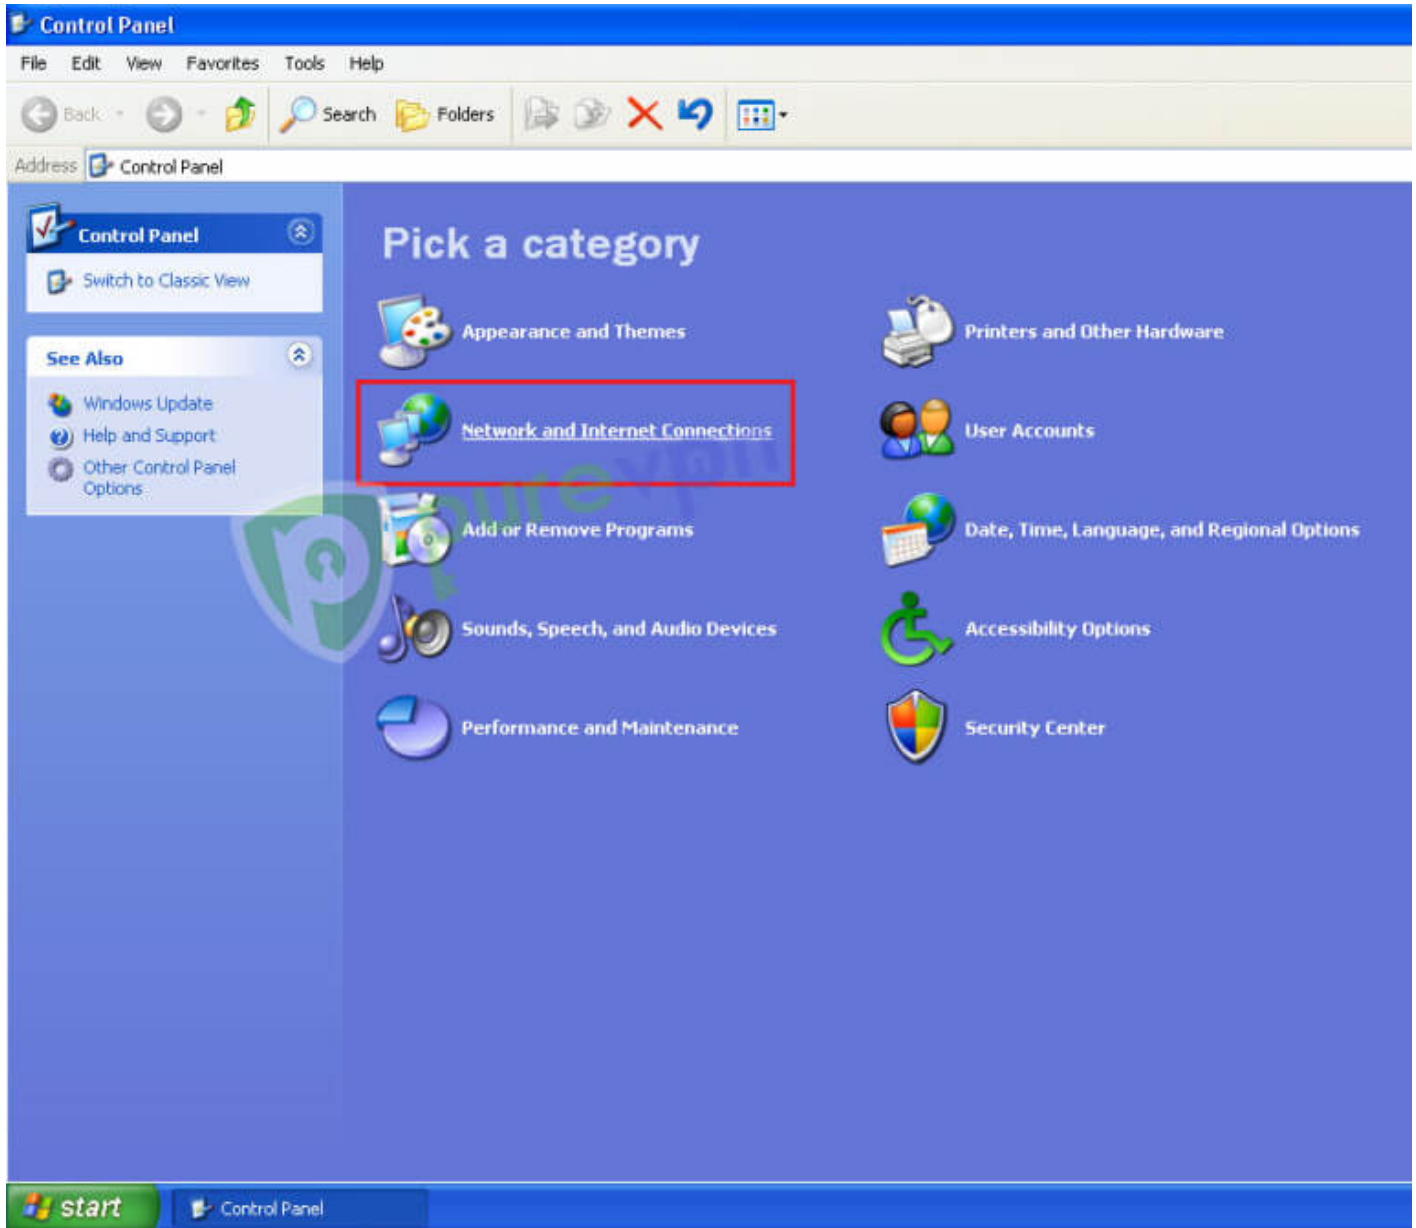 Control Panel
File Edit View Favorites Tools Help
Back Search Folders
Address Control Panel
Control Panel
Switch to Classic View
See Also
Windows Update
Help and Support
Other Control Panel
Options
Pick a category
Appearance and Themes
Printers and Other Hardware
Network and Internet Connections
User Accounts
purevpn
Add or Remove Programs
Date, Time, Language, and Regional Options
Sounds, Speech, and Audio Devices
Accessibility Options
Performance and Maintenance
Security Center
start Control Panel